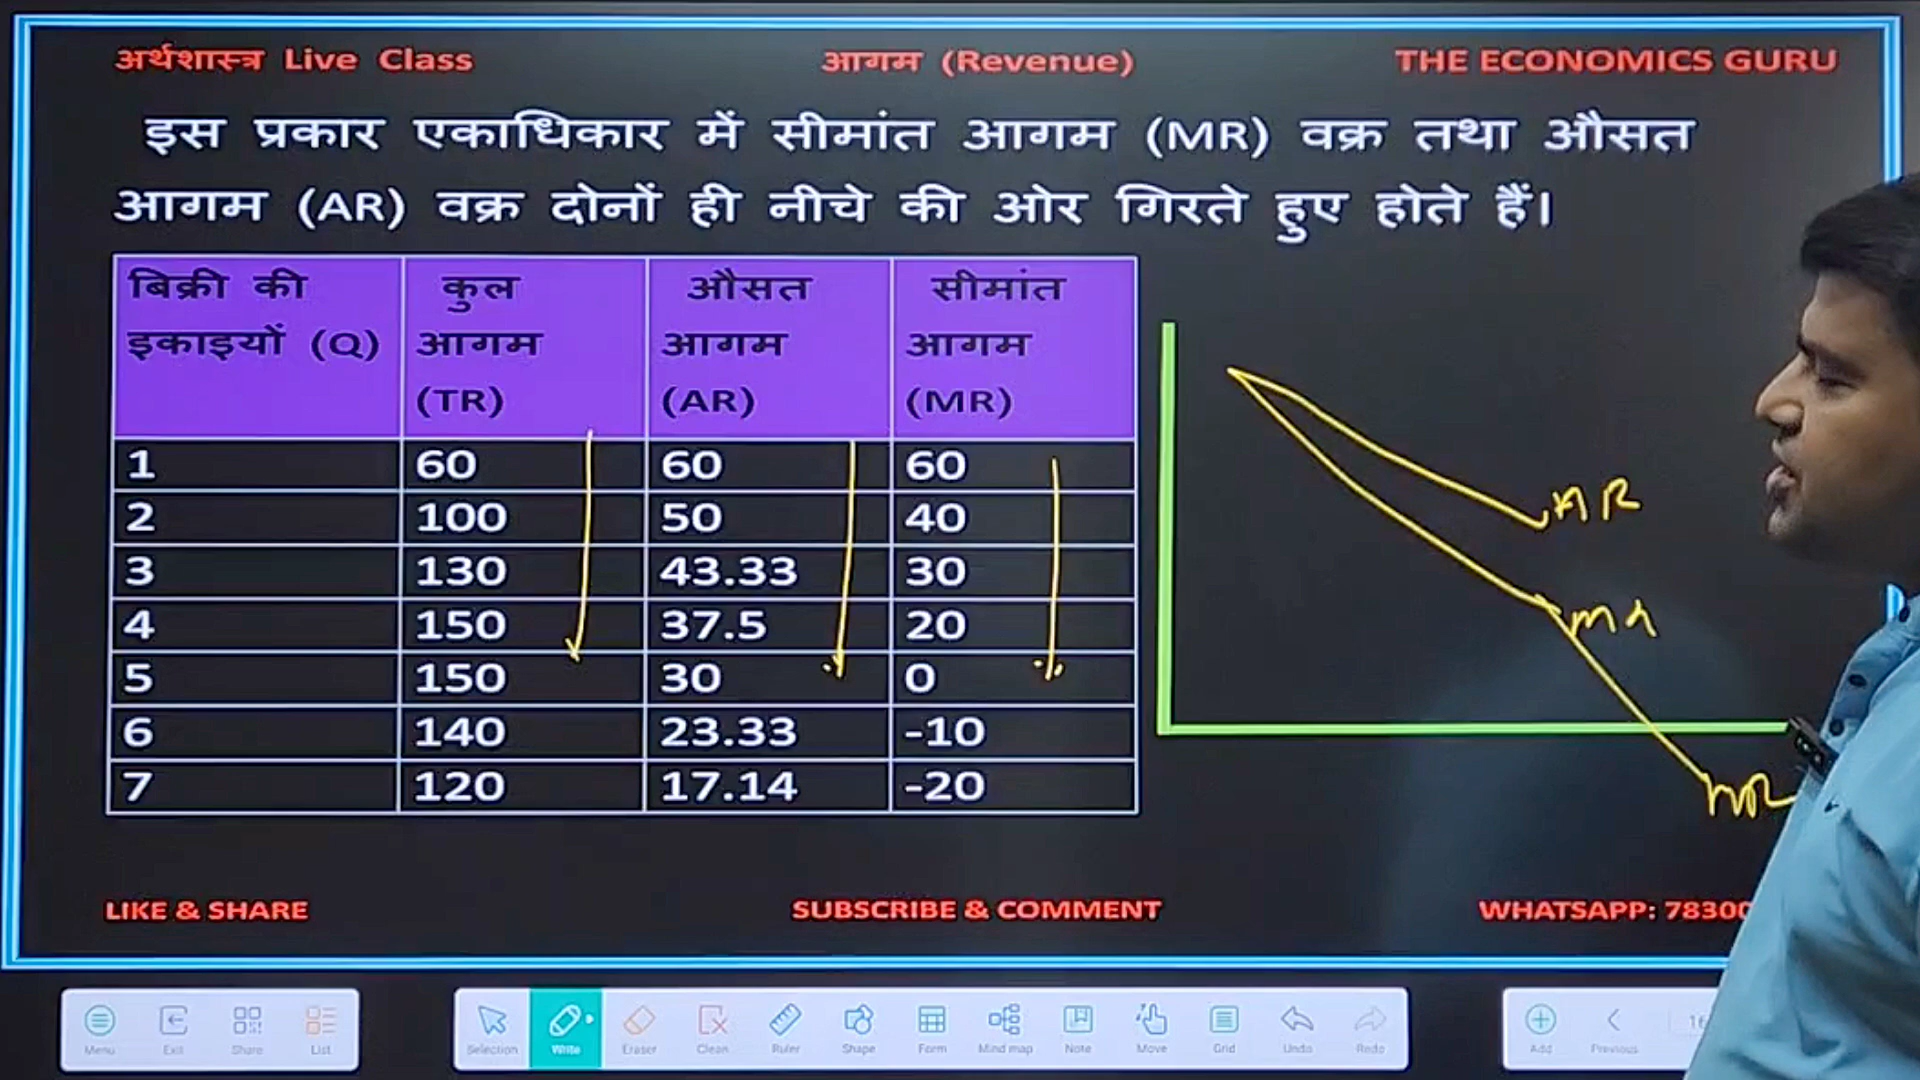 अर्थशास्त्र Live Class आगम (Revenue) THE ECONOMICS GURU
इस प्रकार एकाधिकार में सीमांत आगम (MR) वक्र तथा औसत
आगम (AR) वक्र दोनों ही नीचे की ओर गिरते हुए होते हैं।
बिक्री की इकाइयों (Q) कुल आगम (TR) औसत आगम (AR) सीमांत आगम (MR)
1 60 60 60
2 100 50 40
3 130 43.33 30
4 150 37.5 20
5 150 30 0
6 140 23.33 -10
7 120 17.14 -20
AR
MR
MR
LIKE & SHARE SUBSCRIBE & COMMENT WHATSAPP: 7830
Menu Exit Share List Selection Write Eraser Clean Ruler Shape Form Mind map Note Move Grid Undo Redo Add Previous 16